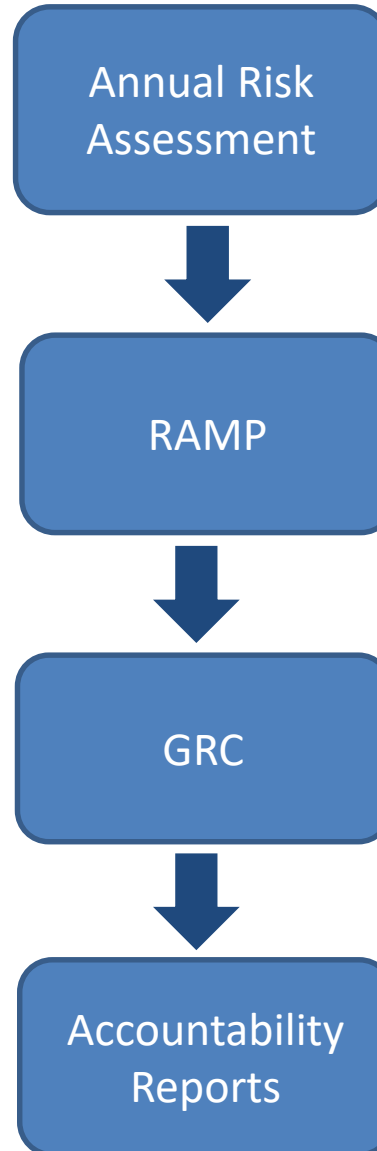 Annual Risk
Assessment
RAMP
GRC
Accountability
Reports